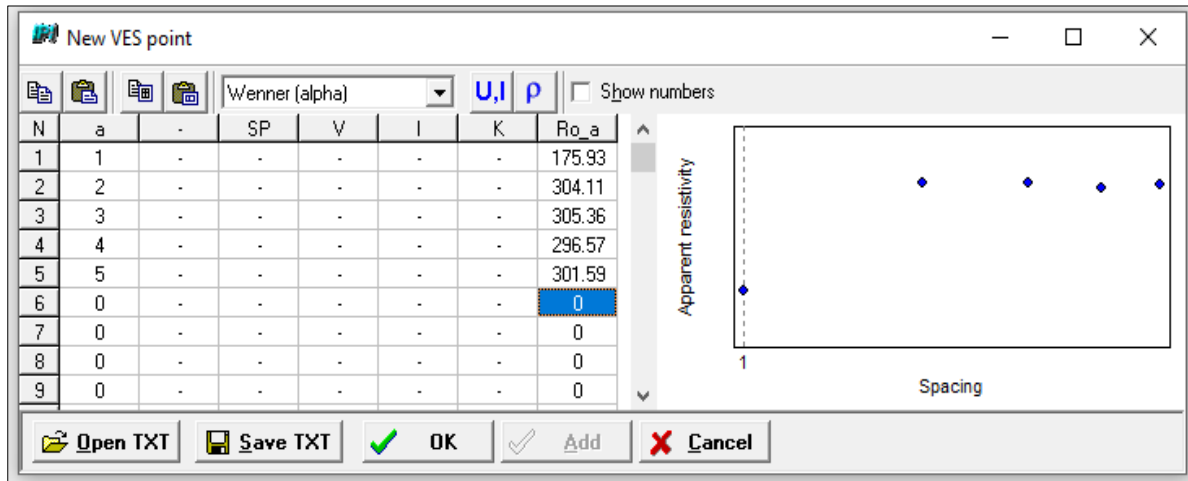 New VES point
Wenner (alpha) U,I ρ Show numbers
N a - SP V I K Ro_a
1 1 - - - - - 175.93
2 2 - - - - - 304.11
3 3 - - - - - 305.36
4 4 - - - - - 296.57
5 5 - - - - - 301.59
6 0 - - - - - 0
7 0 - - - - - 0
8 0 - - - - - 0
9 0 - - - - - 0
Apparent resistivity
1
Spacing
Open TXT Save TXT OK Add Cancel